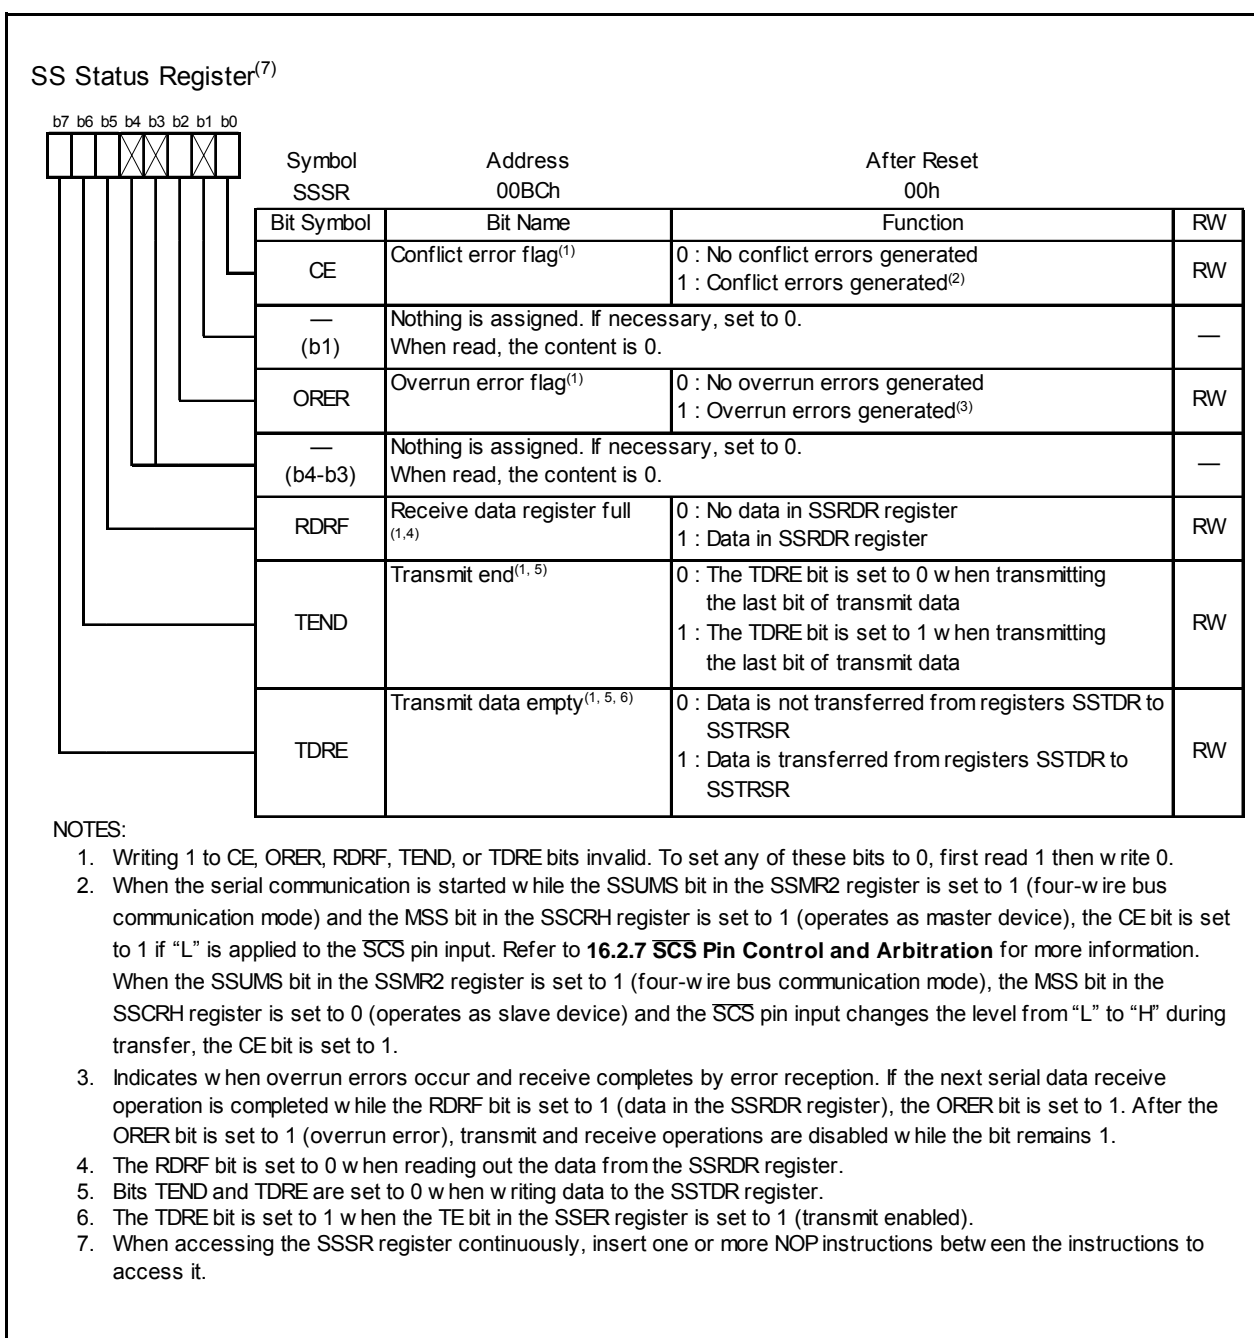 SS Status Register(7)
b7 b6 b5 b4 b3 b2 b1 b0
Symbol Address After Reset
SSSR 00BCh 00h
Bit Symbol Bit Name Function RW
CE Conflict error flag(1) 0 : No conflict errors generated RW
1 : Conflict errors generated(2)
— Nothing is assigned. If necessary, set to 0. —
(b1) When read, the content is 0.
ORER Overrun error flag(1) 0 : No overrun errors generated RW
1 : Overrun errors generated(3)
— Nothing is assigned. If necessary, set to 0. —
(b4-b3) When read, the content is 0.
RDRF Receive data register full 0 : No data in SSRDR register RW
(1,4) 1 : Data in SSRDR register
TEND Transmit end(1, 5) 0 : The TDRE bit is set to 0 when transmitting RW
the last bit of transmit data
1 : The TDRE bit is set to 1 when transmitting
the last bit of transmit data
TDRE Transmit data empty(1, 5, 6) 0 : Data is not transferred from registers SSTDR to RW
SSTRSR
1 : Data is transferred from registers SSTDR to
SSTRSR
NOTES:
1. Writing 1 to CE, ORER, RDRF, TEND, or TDRE bits invalid. To set any of these bits to 0, first read 1 then write 0.
2. When the serial communication is started while the SSUMS bit in the SSMR2 register is set to 1 (four-wire bus
communication mode) and the MSS bit in the SSCRH register is set to 1 (operates as master device), the CE bit is set
to 1 if “L” is applied to the SCS pin input. Refer to 16.2.7 SCS Pin Control and Arbitration for more information.
When the SSUMS bit in the SSMR2 register is set to 1 (four-wire bus communication mode), the MSS bit in the
SSCRH register is set to 0 (operates as slave device) and the SCS pin input changes the level from “L” to “H” during
transfer, the CE bit is set to 1.
3. Indicates when overrun errors occur and receive completes by error reception. If the next serial data receive
operation is completed while the RDRF bit is set to 1 (data in the SSRDR register), the ORER bit is set to 1. After the
ORER bit is set to 1 (overrun error), transmit and receive operations are disabled while the bit remains 1.
4. The RDRF bit is set to 0 when reading out the data from the SSRDR register.
5. Bits TEND and TDRE are set to 0 when writing data to the SSTDR register.
6. The TDRE bit is set to 1 when the TE bit in the SSER register is set to 1 (transmit enabled).
7. When accessing the SSSR register continuously, insert one or more NOP instructions between the instructions to
access it.